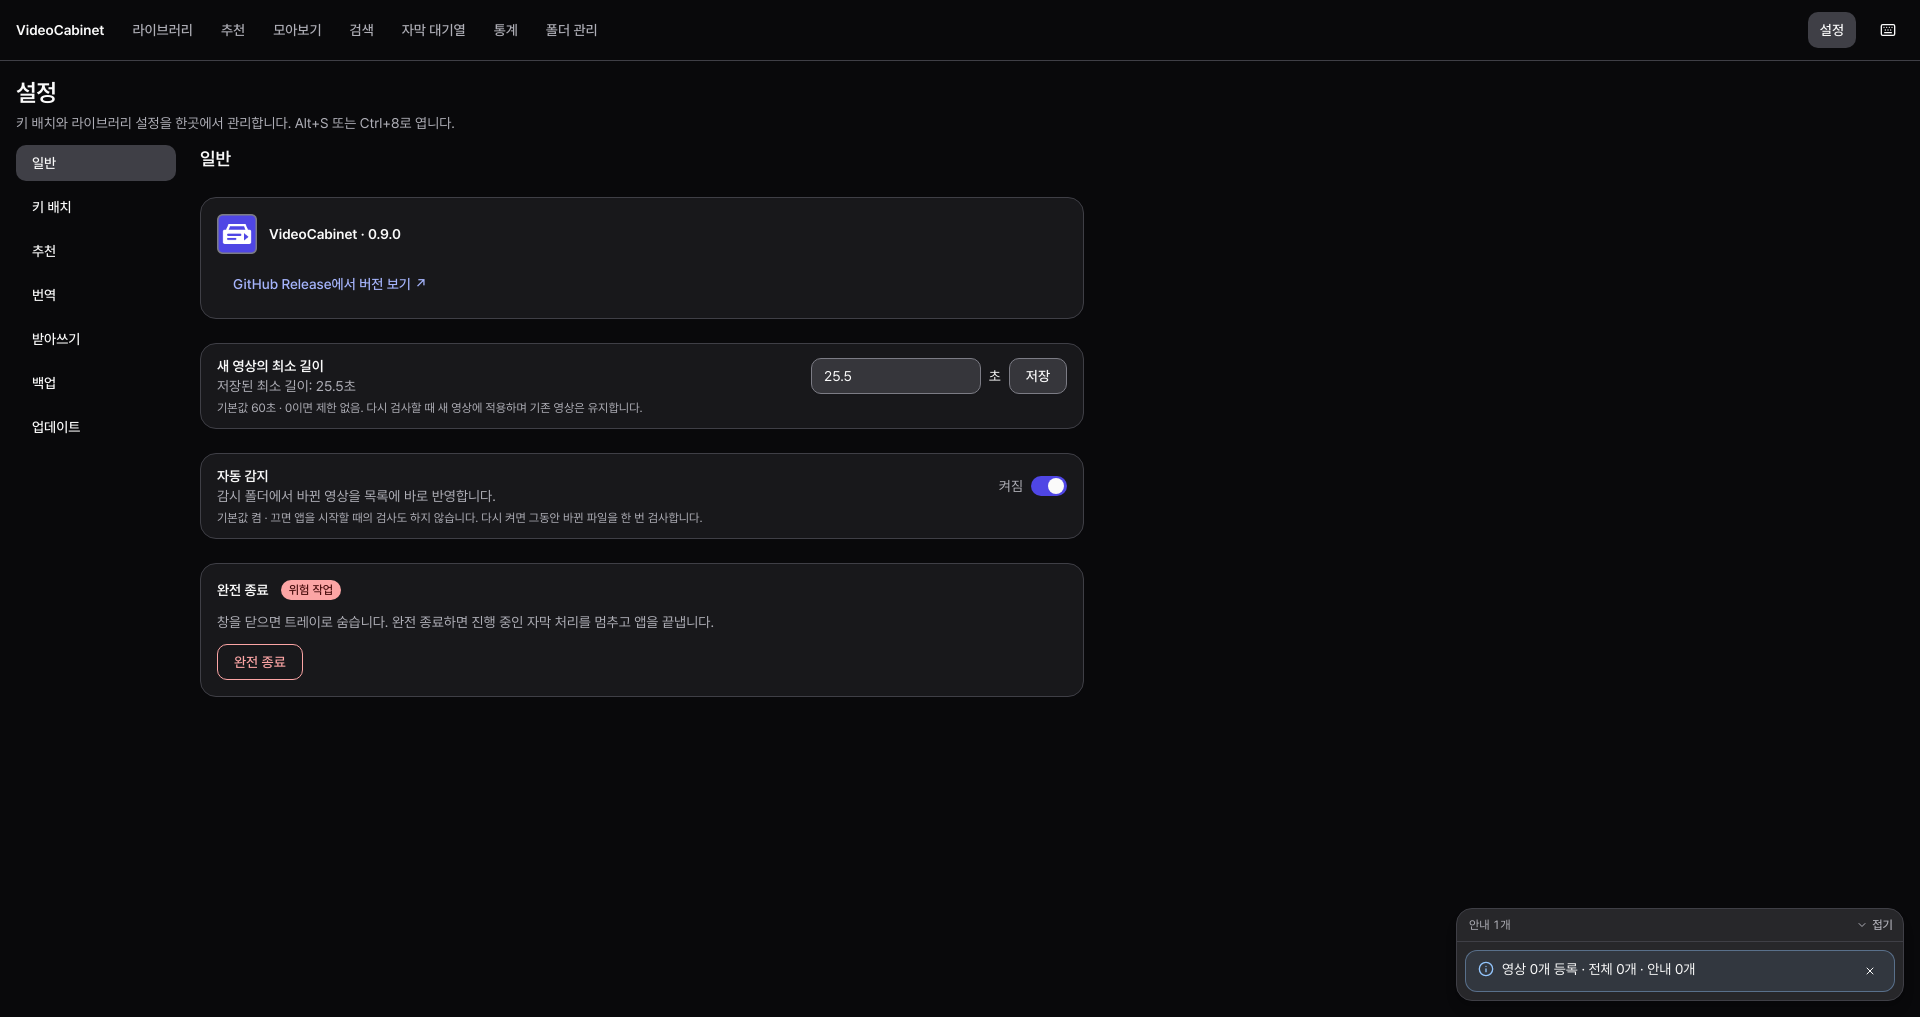 VideoCabinet 라이브러리 추천 모아보기 검색 자막 대기열 통계 폴더 관리 설정
설정
키 배치와 라이브러리 설정을 한곳에서 관리합니다. Alt+S 또는 Ctrl+8로 엽니다.
일반
키 배치
추천
번역
받아쓰기
백업
업데이트
일반
VideoCabinet · 0.9.0
GitHub Release에서 버전 보기 ↗
새 영상의 최소 길이
저장된 최소 길이: 25.5초
기본값 60초 · 0이면 제한 없음. 다시 검사할 때 새 영상에 적용하며 기존 영상은 유지합니다.
25.5 초 저장
자동 감지
감시 폴더에서 바뀐 영상을 목록에 바로 반영합니다.
기본값 켬 · 끄면 앱을 시작할 때의 검사도 하지 않습니다. 다시 켜면 그동안 바뀐 파일을 한 번 검사합니다.
켜짐
완전 종료 위험 작업
창을 닫으면 트레이로 숨습니다. 완전 종료하면 진행 중인 자막 처리를 멈추고 앱을 끝냅니다.
완전 종료
안내 1개 접기
영상 0개 등록 · 전체 0개 · 안내 0개